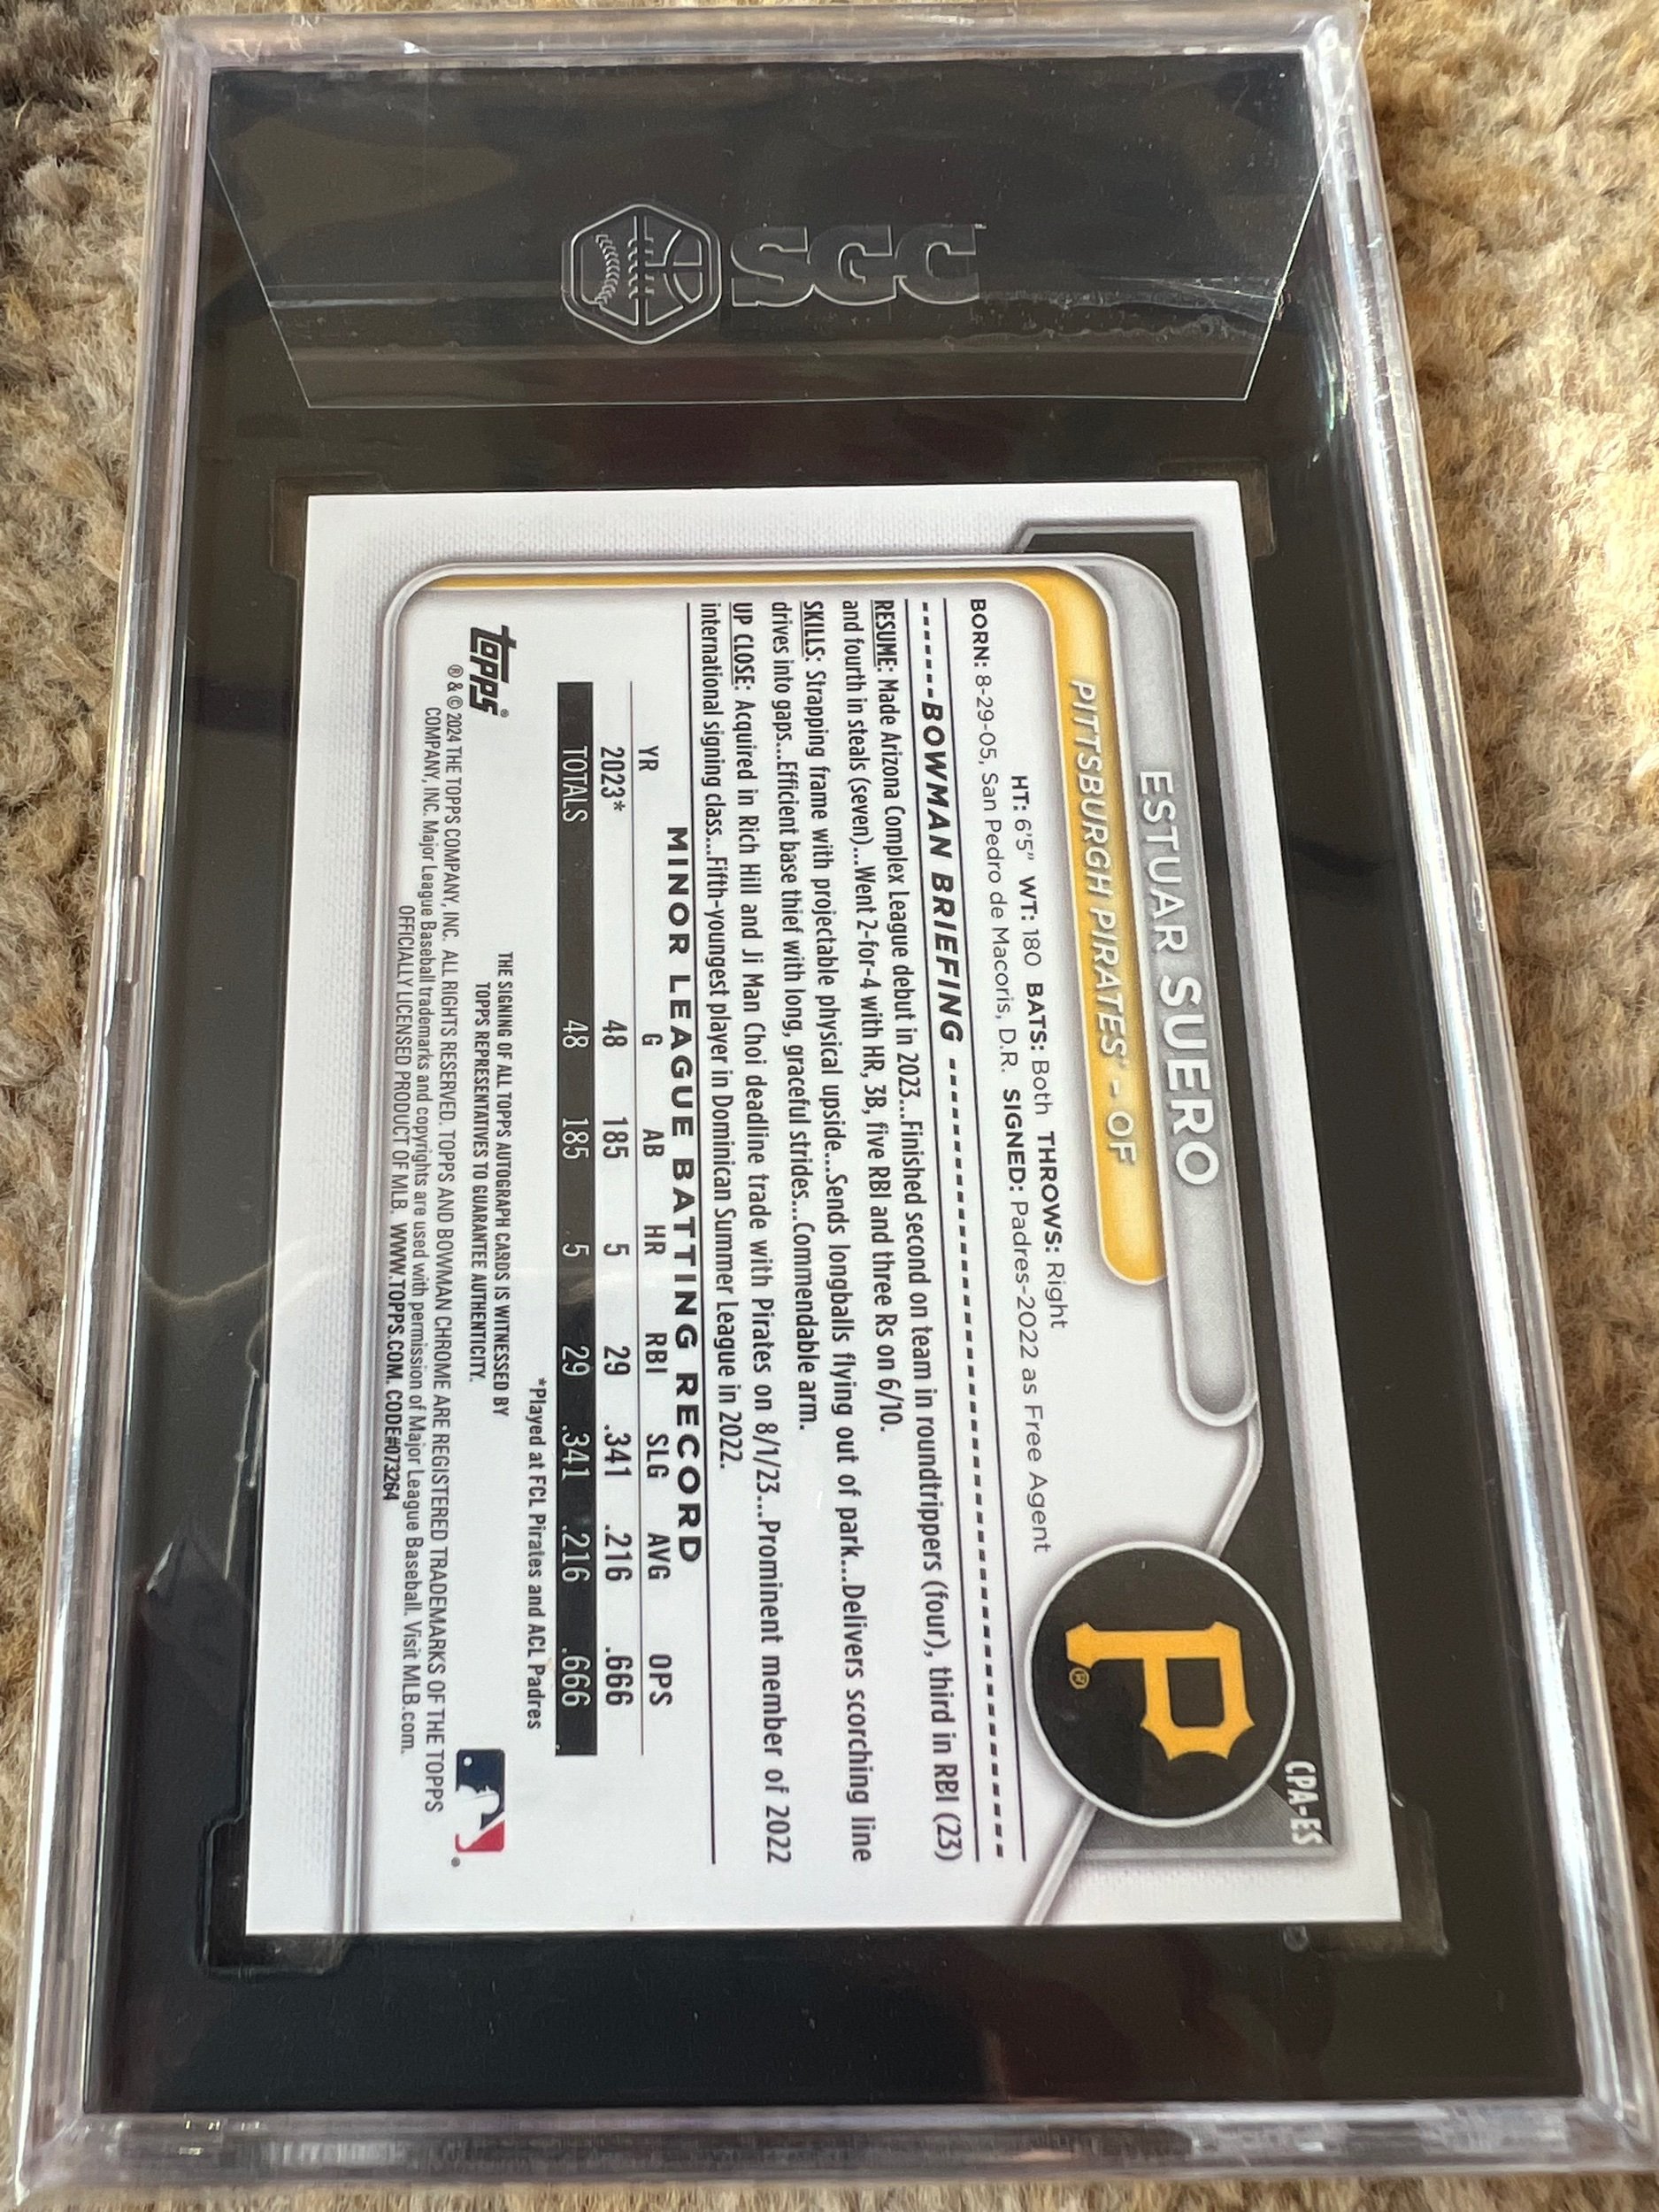 SGC
CPA-ES
ESTUAR SUERO
PITTSBURGH PIRATES® - OF
P®
HT: 6'5" WT: 180 BATS: Both THROWS: Right
BORN: 8-29-05, San Pedro de Macoris, D.R. SIGNED: Padres-2022 as Free Agent
BOWMAN BRIEFING
RESUME: Made Arizona Complex League debut in 2023...Finished second on team in roundtrippers (four), third in RBI (23)
and fourth in steals (seven)...Went 2-for-4 with HR, 3B, five RBI and three Rs on 6/10.
SKILLS: Strapping frame with projectable physical upside...Sends longballs flying out of park...Delivers scorching line
drives into gaps...Efficient base thief with long, graceful strides...Commendable arm.
UP CLOSE: Acquired in Rich Hill and Ji Man Choi deadline trade with Pirates on 8/1/23...Prominent member of 2022
international signing class...Fifth-youngest player in Dominican Summer League in 2022.
MINOR LEAGUE BATTING RECORD
YR G AB HR RBI SLG AVG OPS
2023* 48 185 5 29 .341 .216 .666
TOTALS 48 185 5 29 .341 .216 .666
*Played at FCL Pirates and ACL Padres
THE SIGNING OF ALL TOPPS AUTOGRAPH CARDS IS WITNESSED BY
TOPPS REPRESENTATIVES TO GUARANTEE AUTHENTICITY.
topps®
® & © 2024 THE TOPPS COMPANY, INC. ALL RIGHTS RESERVED. TOPPS AND BOWMAN CHROME ARE REGISTERED TRADEMARKS OF THE TOPPS
COMPANY, INC. Major League Baseball trademarks and copyrights are used with permission of Major League Baseball. Visit MLB.com.
OFFICIALLY LICENSED PRODUCT OF MLB. WWW.TOPPS.COM. CODE#073264